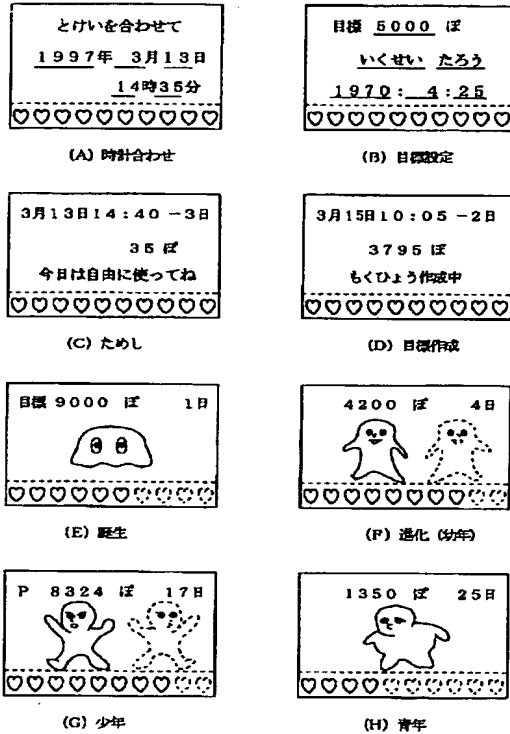 とけいを合わせて
1997年 3月13日
14時35分
(A) 時計合わせ
目標 5000 ぽ
いくせい たろう
1970: 4:25
(B) 目標設定
3月13日14:40 -3日
35 ぽ
今日は自由に使ってね
(C) ためし
3月15日10:05 -2日
3795 ぽ
もくひょう作成中
(D) 目標作成
目標 9000 ぽ 1日
(E) 誕生
4200 ぽ 4日
(F) 進化 (幼年)
P 8324 ぽ 17日
(G) 少年
1350 ぽ 25日
(H) 青年